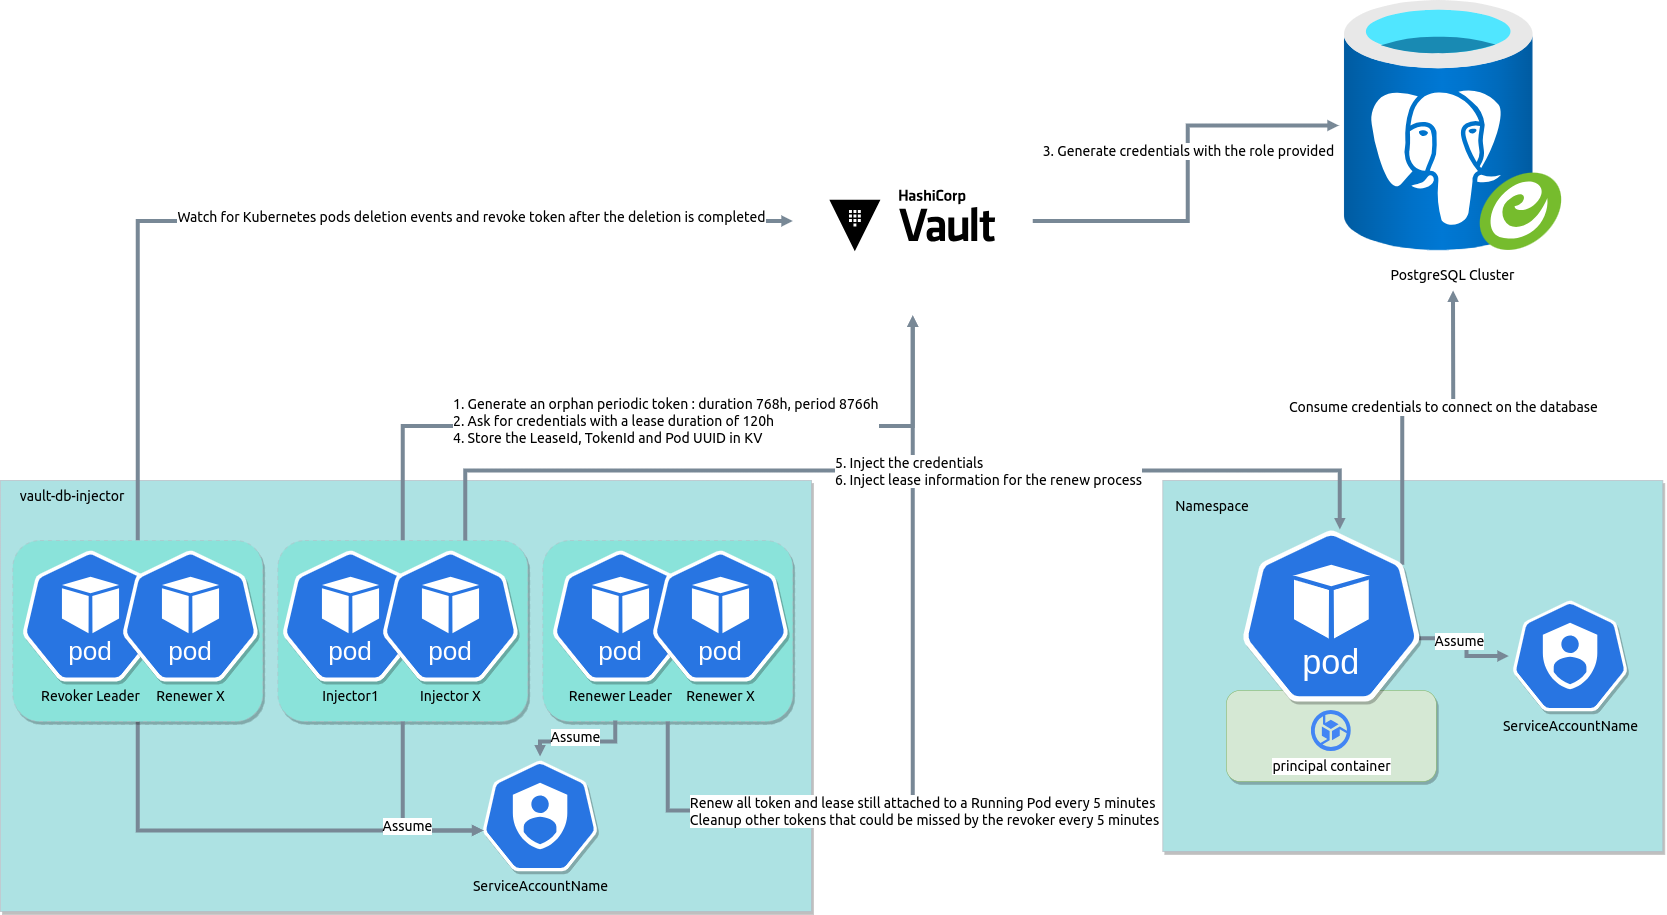 3. Generate credentials with the role provided
HashiCorp
Vault
Watch for Kubernetes pods deletion events and revoke token after the deletion is completed
PostgreSQL Cluster
1. Generate an orphan periodic token : duration 768h, period 8766h
2. Ask for credentials with a lease duration of 120h
4. Store the LeaseId, TokenId and Pod UUID in KV
Consume credentials to connect on the database
5. Inject the credentials
6. Inject lease information for the renew process
vault-db-injector
Namespace
pod
pod
pod
pod
pod
pod
Revoker Leader
Renewer X
Injector1
Injector X
Renewer Leader
Renewer X
pod
Assume
ServiceAccountName
principal container
Assume
Renew all token and lease still attached to a Running Pod every 5 minutes
Cleanup other tokens that could be missed by the revoker every 5 minutes
Assume
ServiceAccountName